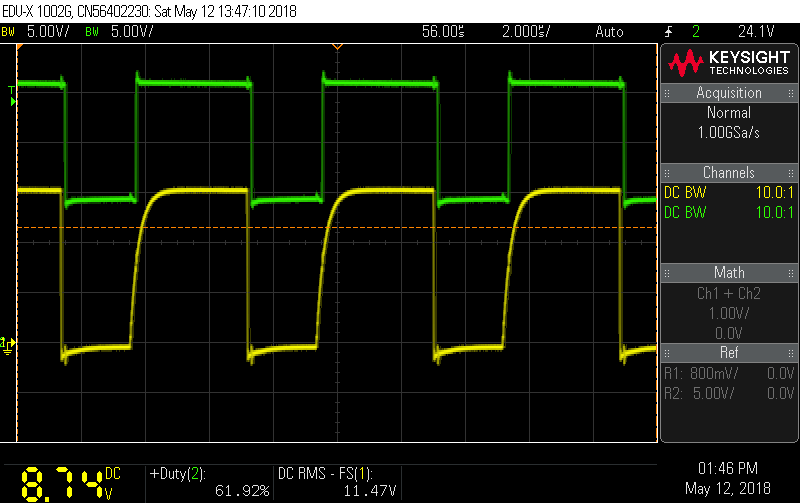 EDU-X 1002G, CN56402230: Sat May 12 13:47:10 2018
BW 5.00V/ BW 5.00V/ 56.00s 2.000s/ Auto 2 24.1V
KEYSIGHT
TECHNOLOGIES
Acquisition
Normal
1.00GSa/s
Channels
DC BW 10.0:1
DC BW 10.0:1
Math
Ch1 + Ch2
1.00V/
0.0V
Ref
R1: 800mV/ 0.0V
R2: 5.00V/ 0.0V
T
2
8.74 DC V
+Duty(2):
61.92%
DC RMS - FS(1):
11.47V
01:46 PM
May 12, 2018